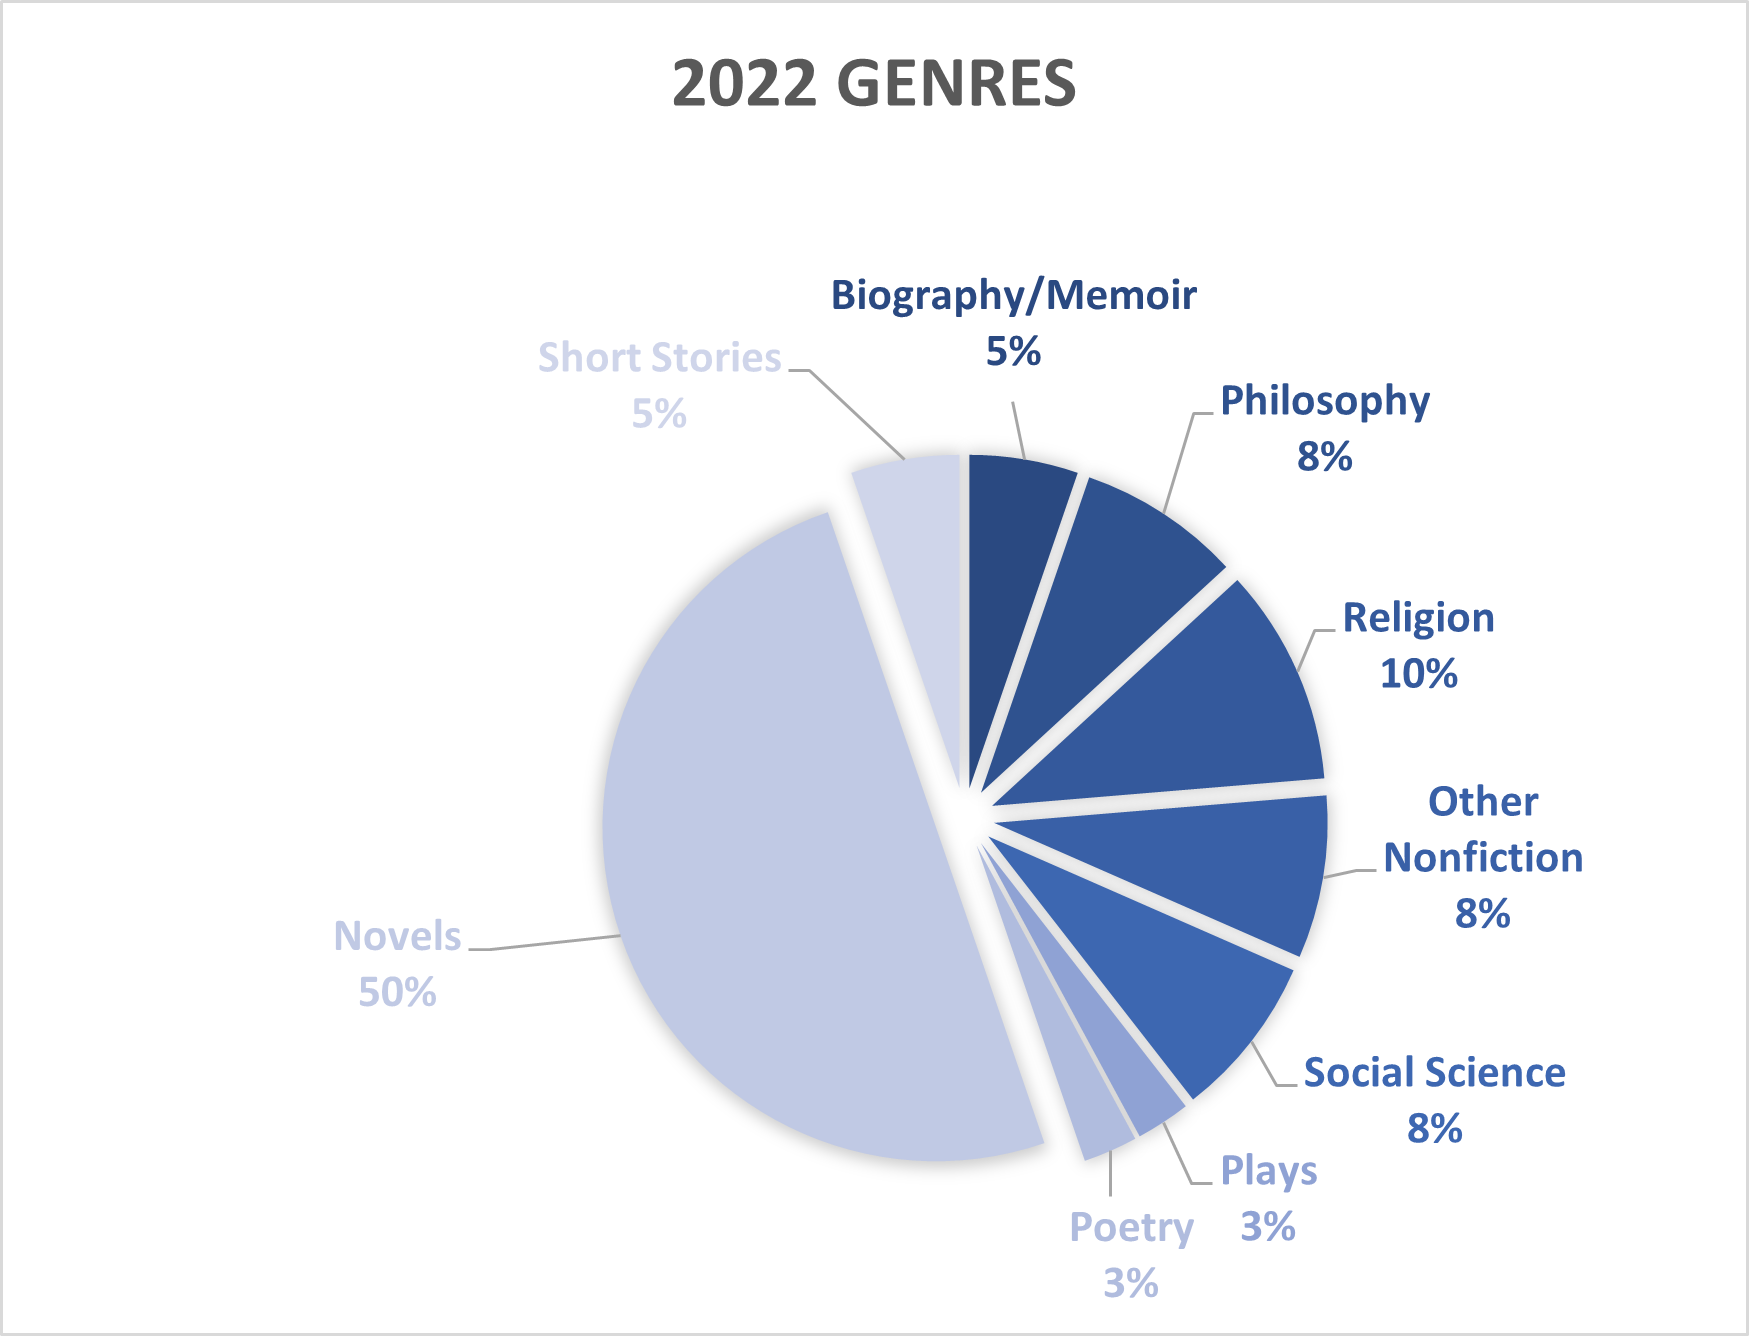 2022 GENRES
Biography/Memoir
5%
Philosophy
8%
Religion
10%
Other
Nonfiction
8%
Social Science
8%
Plays
3%
Poetry
3%
Novels
50%
Short Stories
5%